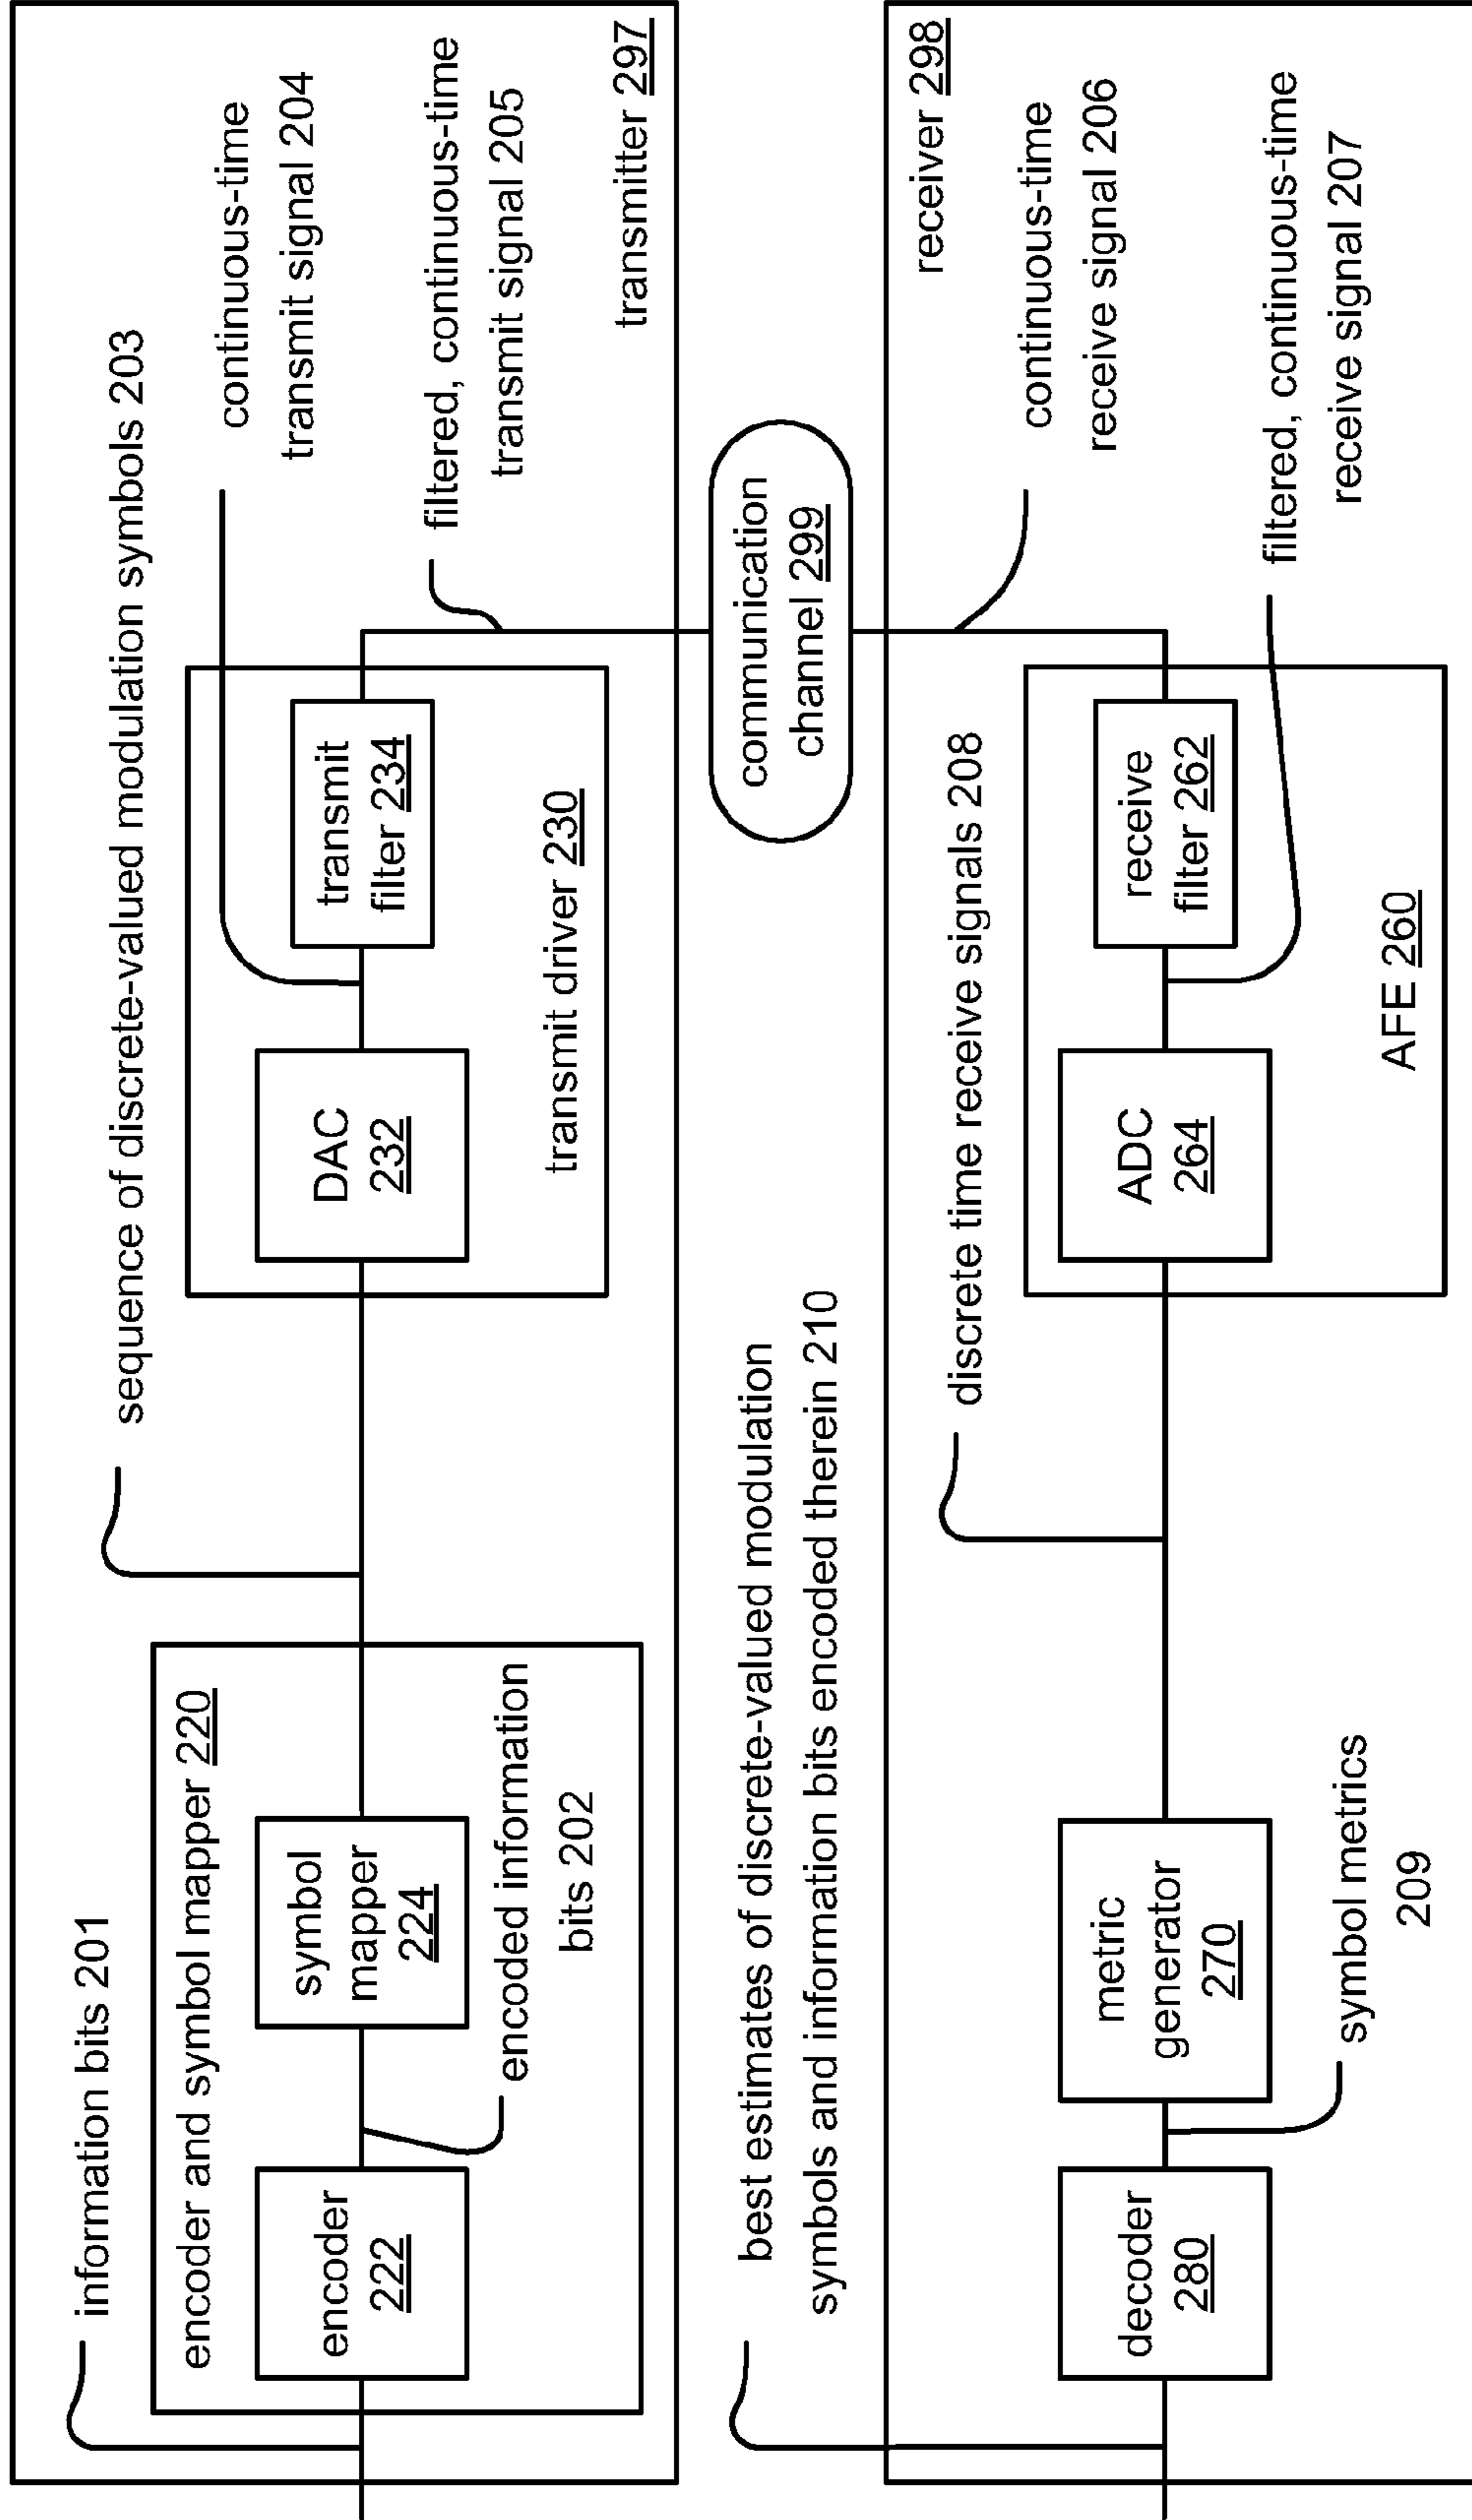 information bits 201
sequence of discrete-valued modulation symbols 203
encoder and symbol mapper 220
encoder
222
symbol
mapper
224
encoded information
bits 202
DAC
232
transmit
filter 234
transmit driver 230
continuous-time
transmit signal 204
filtered, continuous-time
transmit signal 205
transmitter 297
communication
channel 299
best estimates of discrete-valued modulation
symbols and information bits encoded therein 210
receiver 298
discrete time receive signals 208
continuous-time
receive signal 206
decoder
280
metric
generator
270
symbol metrics
209
ADC
264
receive
filter 262
AFE 260
filtered, continuous-time
receive signal 207